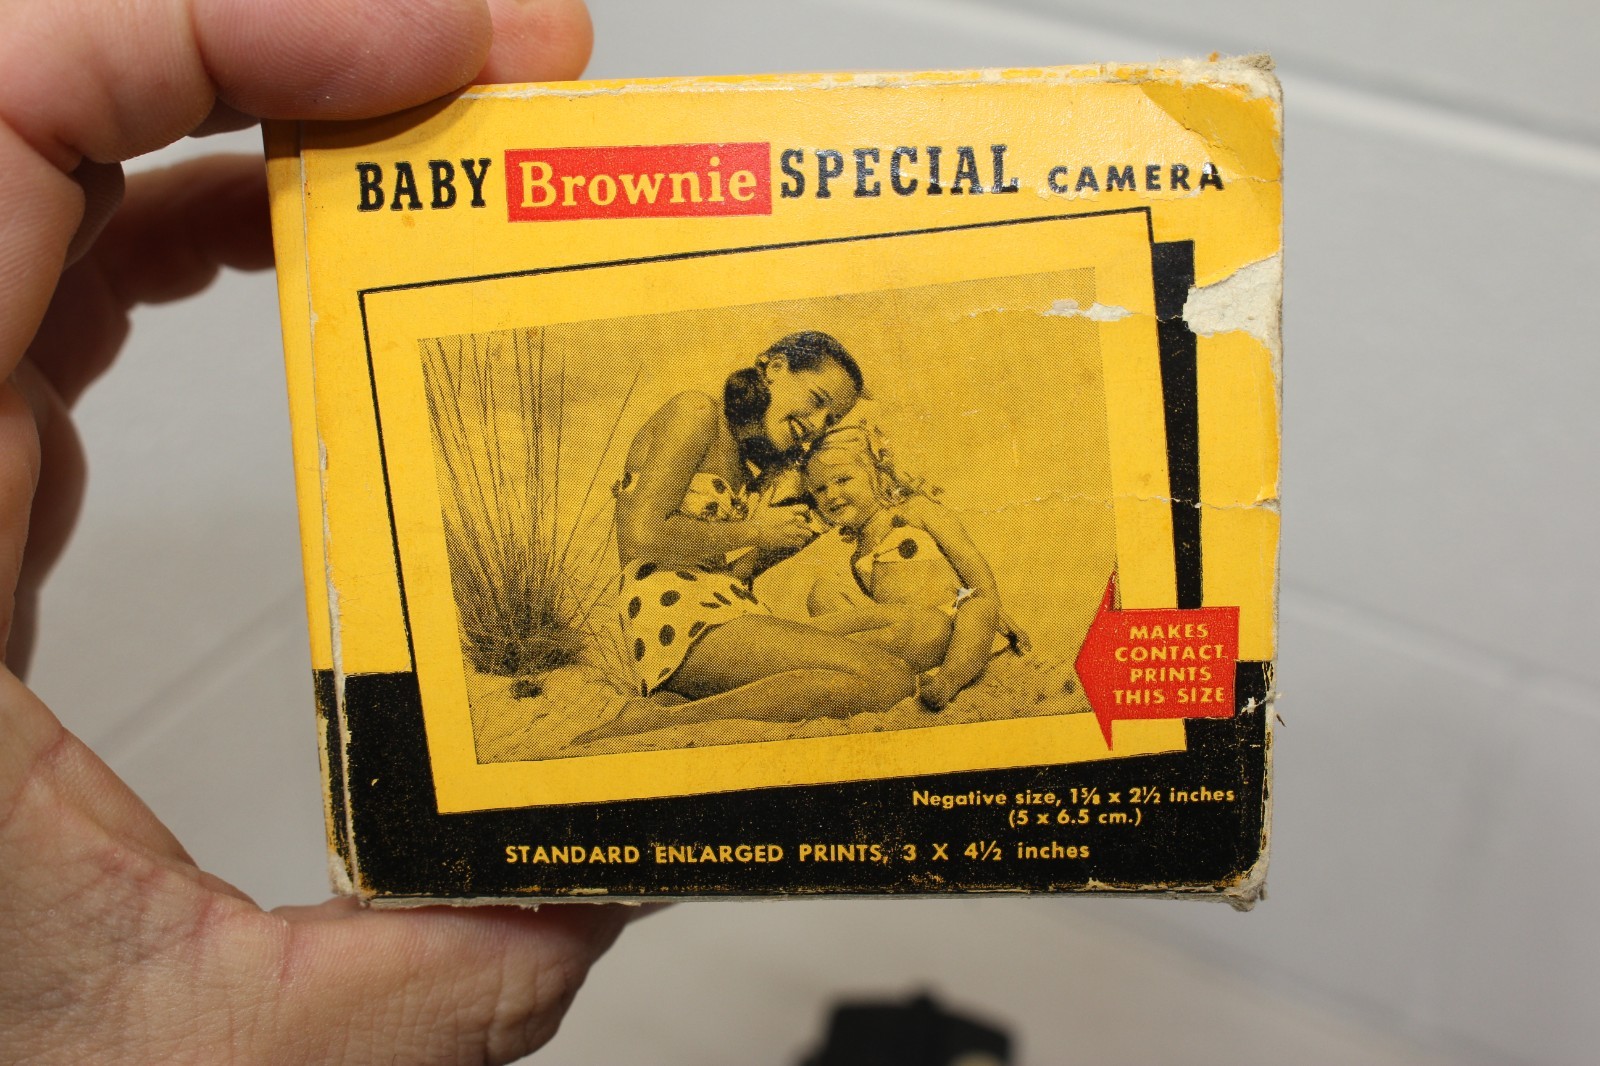 BABY Brownie SPECIAL CAMERA
MAKES
CONTACT
PRINTS
THIS SIZE
Negative size, 1⅝ x 2½ inches
(5 x 6.5 cm.)
STANDARD ENLARGED PRINTS, 3 X 4½ inches